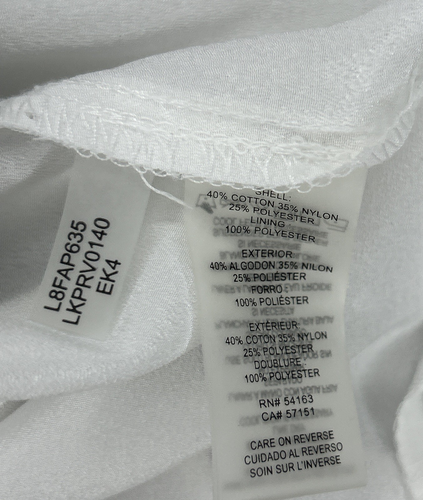 L8FAP635
LKPRV0140
EK4
SHELL:
40% COTTON 35% NYLON
25% POLYESTER
LINING
100% POLYESTER
EXTERIOR
40% ALGODON 35% NILON
25% POLIÉSTER
FORRO:
100% POLIÉSTER
EXTÉRIEUR
40% COTON 35% NYLON
25% POLYESTER
DOUBLURE
100% POLYESTER
RN# 54163
CA# 57151
CARE ON REVERSE
CUIDADO AL REVERSO
SOIN SUR L'INVERSE